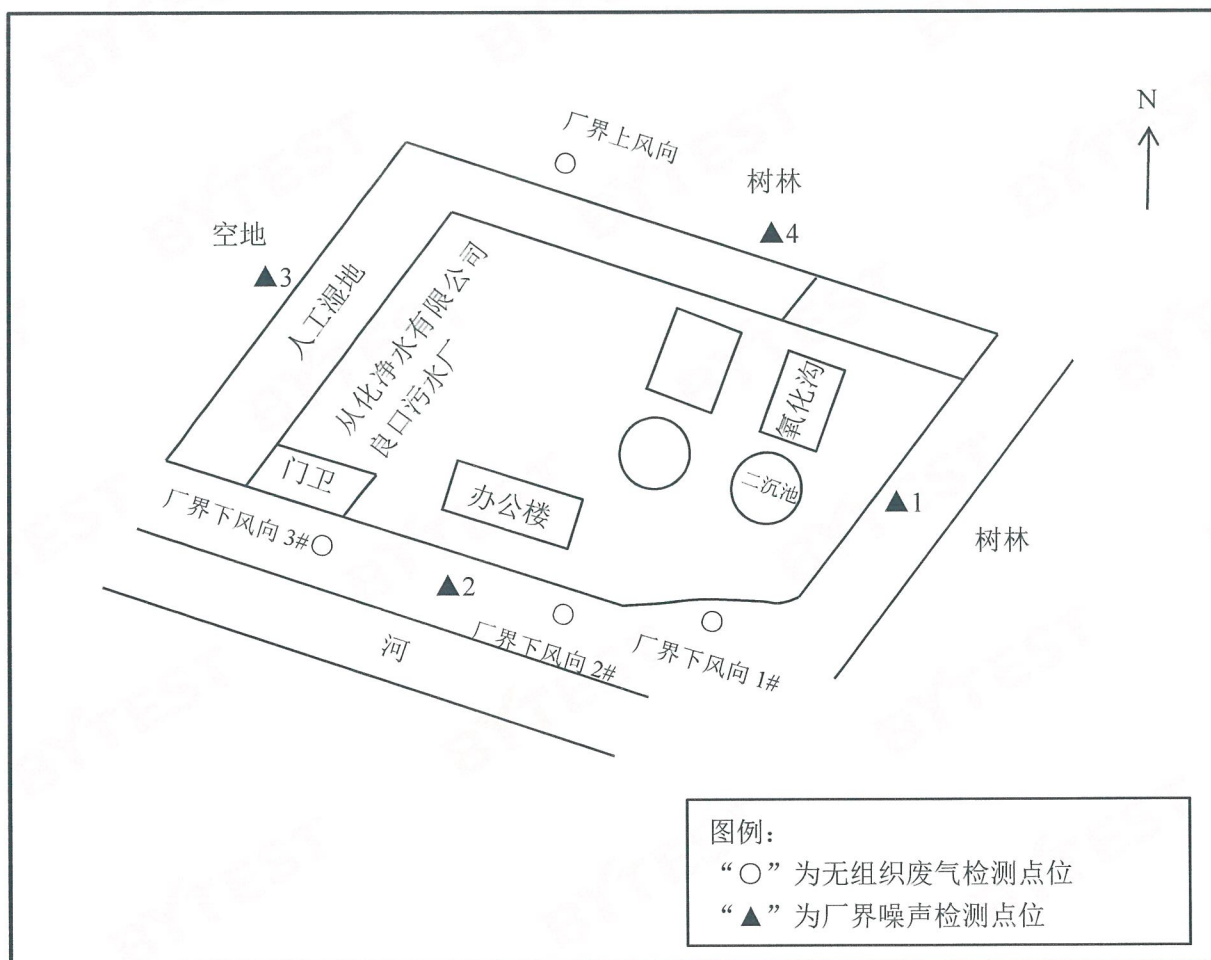 N
厂界上风向
○
树林
▲4
空地
▲3
人工湿地
从化净水有限公司
良口污水厂
氧化沟
门卫
办公楼
二沉池
▲1
树林
厂界下风向 3#○
▲2
○
○
厂界下风向 2#
厂界下风向 1#
河
图例：
“○”为无组织废气检测点位
“▲”为厂界噪声检测点位
BYTEST